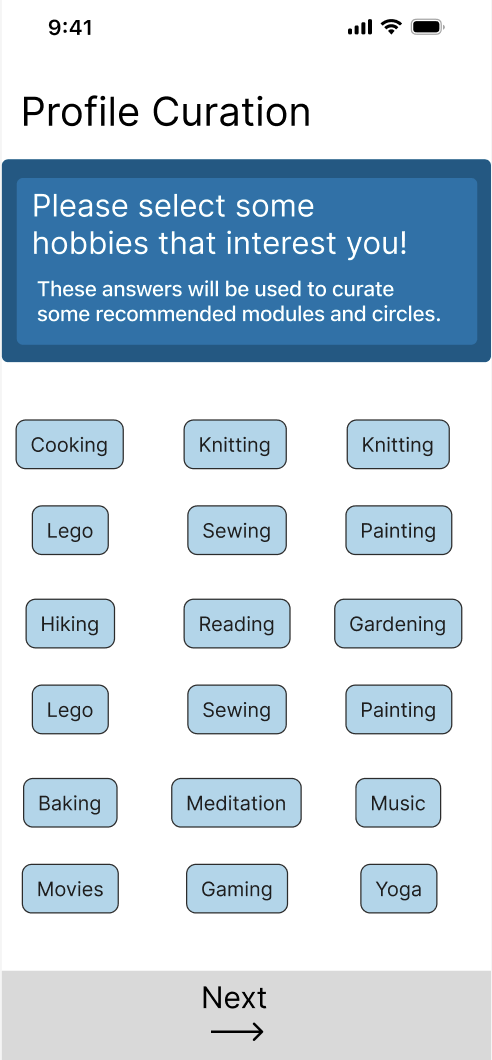 9:41
Profile Curation
Please select some
hobbies that interest you!
These answers will be used to curate
some recommended modules and circles.
Cooking Knitting Knitting
Lego Sewing Painting
Hiking Reading Gardening
Lego Sewing Painting
Baking Meditation Music
Movies Gaming Yoga
Next